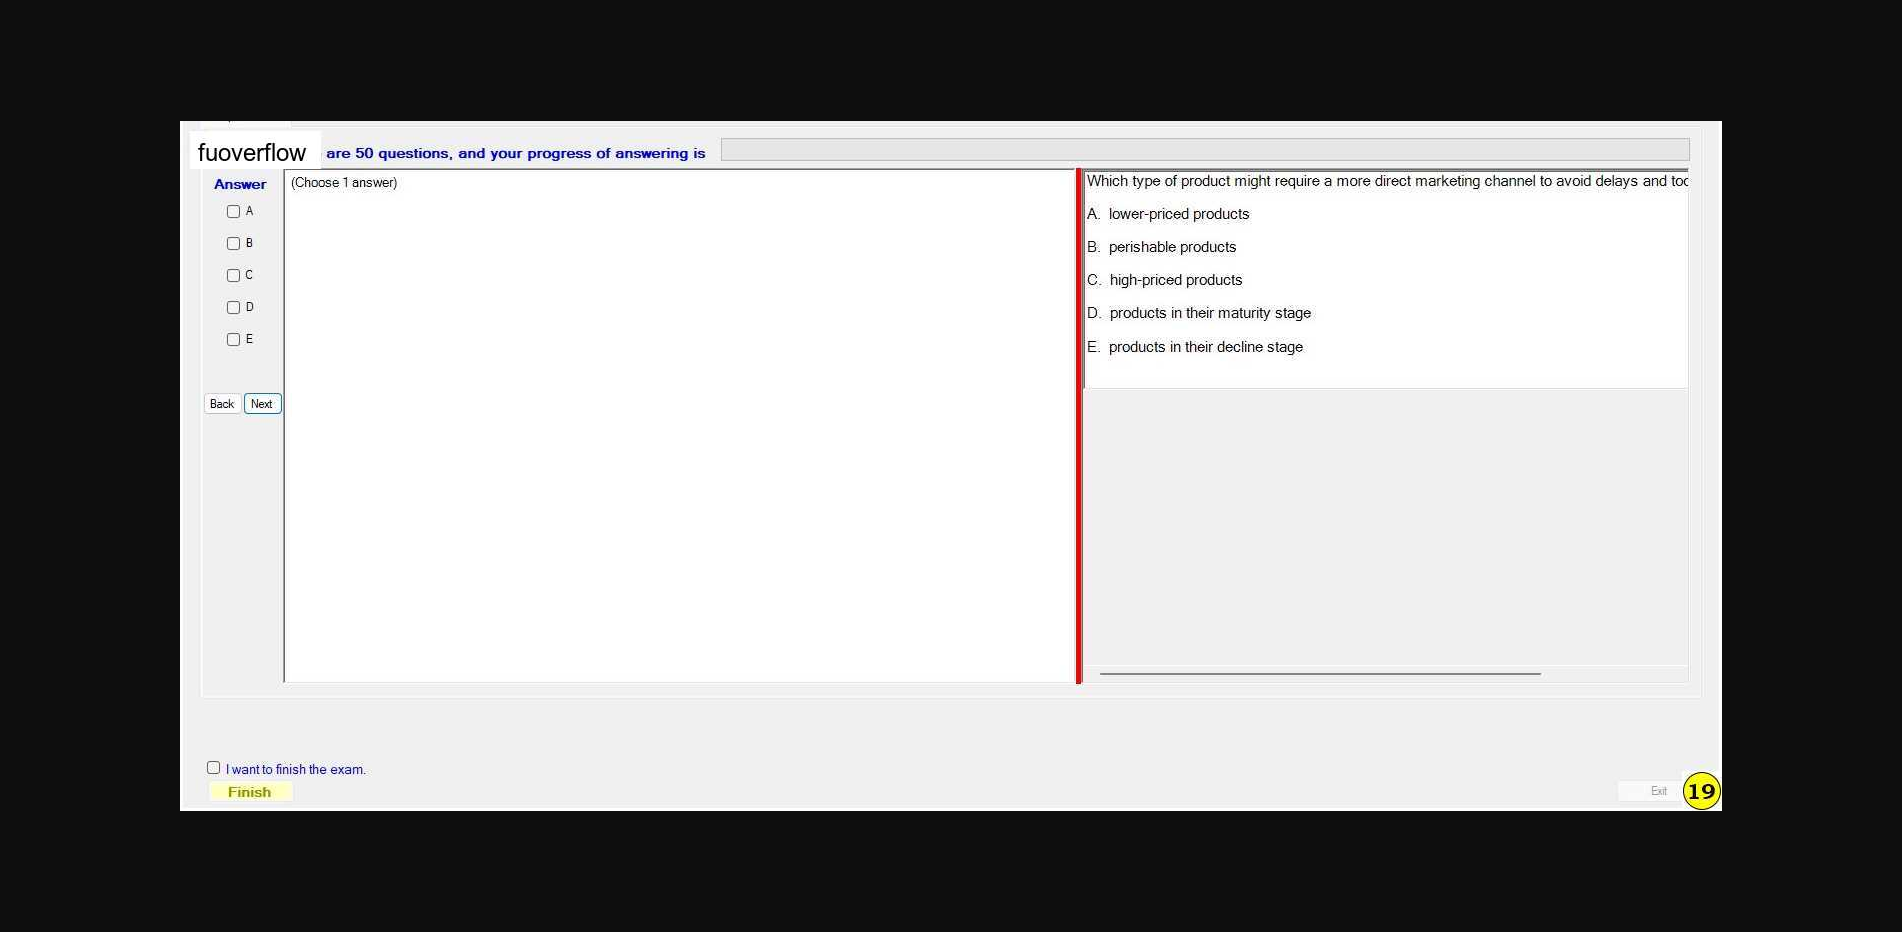 fuoverflow are 50 questions, and your progress of answering is
Answer
(Choose 1 answer)
A
B
C
D
E
Back Next
Which type of product might require a more direct marketing channel to avoid delays and
A. lower-priced products
B. perishable products
C. high-priced products
D. products in their maturity stage
E. products in their decline stage
I want to finish the exam.
Finish
Exit
19